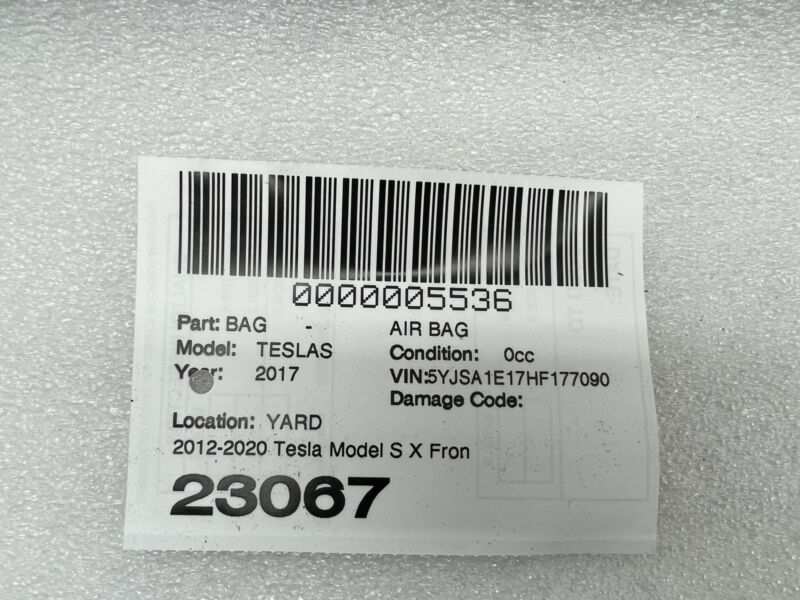 0000005536
Part: BAG - AIR BAG
Model: TESLAS Condition: 0cc
Year: 2017 VIN:5YJSA1E17HF177090
Damage Code:
Location: YARD
2012-2020 Tesla Model S X Fron
23067